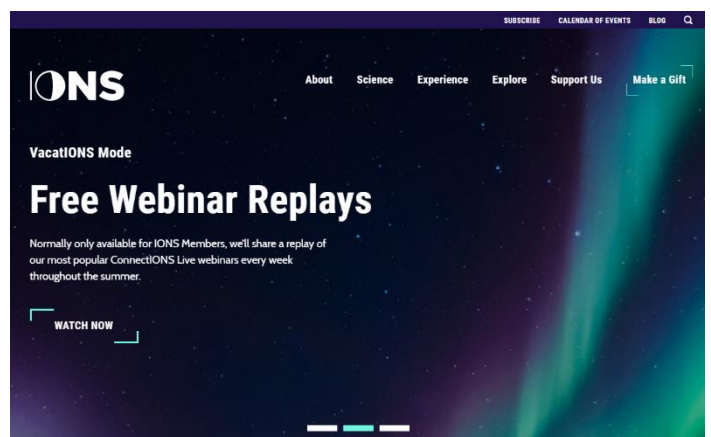 SUBSCRIBE CALENDAR OF EVENTS BLOG
IONS
About Science Experience Explore Support Us Make a Gift
VacatIONS Mode
Free Webinar Replays
Normally only available for IONS Members, we'll share a replay of
our most popular ConnectIONS Live webinars every week
throughout the summer.
WATCH NOW